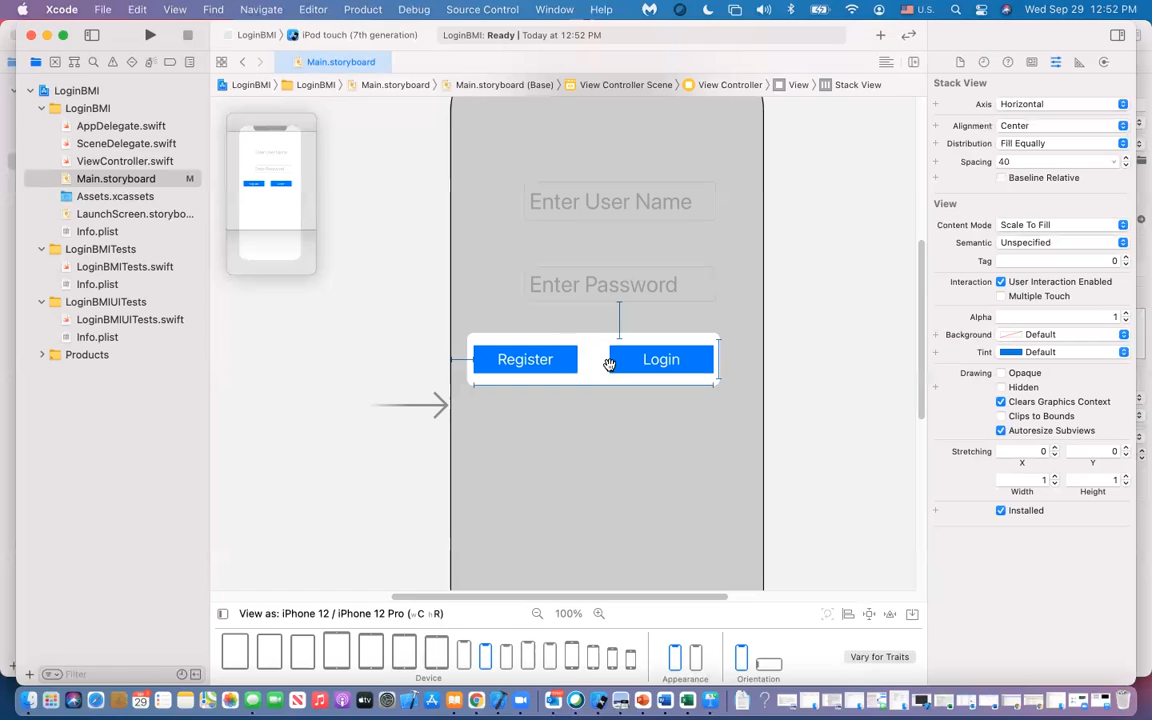 Xcode File Edit View Find Navigate Editor Product Debug Source Control Window Help U.S. Wed Sep 29 12:52 PM
LoginBMI iPod touch (7th generation) LoginBMI: Ready | Today at 12:52 PM
Main.storyboard
LoginBMI LoginBMI Main.storyboard Main.storyboard (Base) View Controller Scene View Controller View Stack View
LoginBMI
LoginBMI
AppDelegate.swift
SceneDelegate.swift
ViewController.swift
Main.storyboard M
Assets.xcassets
LaunchScreen.storybo...
Info.plist
LoginBMITests
LoginBMITests.swift
Info.plist
LoginBMIUITests
LoginBMIUITests.swift
Info.plist
Products
Filter
Enter User Name
Enter Password
Register Login
View as: iPhone 12 / iPhone 12 Pro (wC hR)
100%
Device
Appearance
Orientation
Vary for Traits
Stack View
Axis Horizontal
Alignment Center
Distribution Fill Equally
Spacing 40
Baseline Relative
View
Content Mode Scale To Fill
Semantic Unspecified
Tag 0
Interaction User Interaction Enabled
Multiple Touch
Alpha 1
Background Default
Tint Default
Drawing Opaque
Hidden
Clears Graphics Context
Clips to Bounds
Autoresize Subviews
Stretching 0 0
X Y
1 1
Width Height
Installed